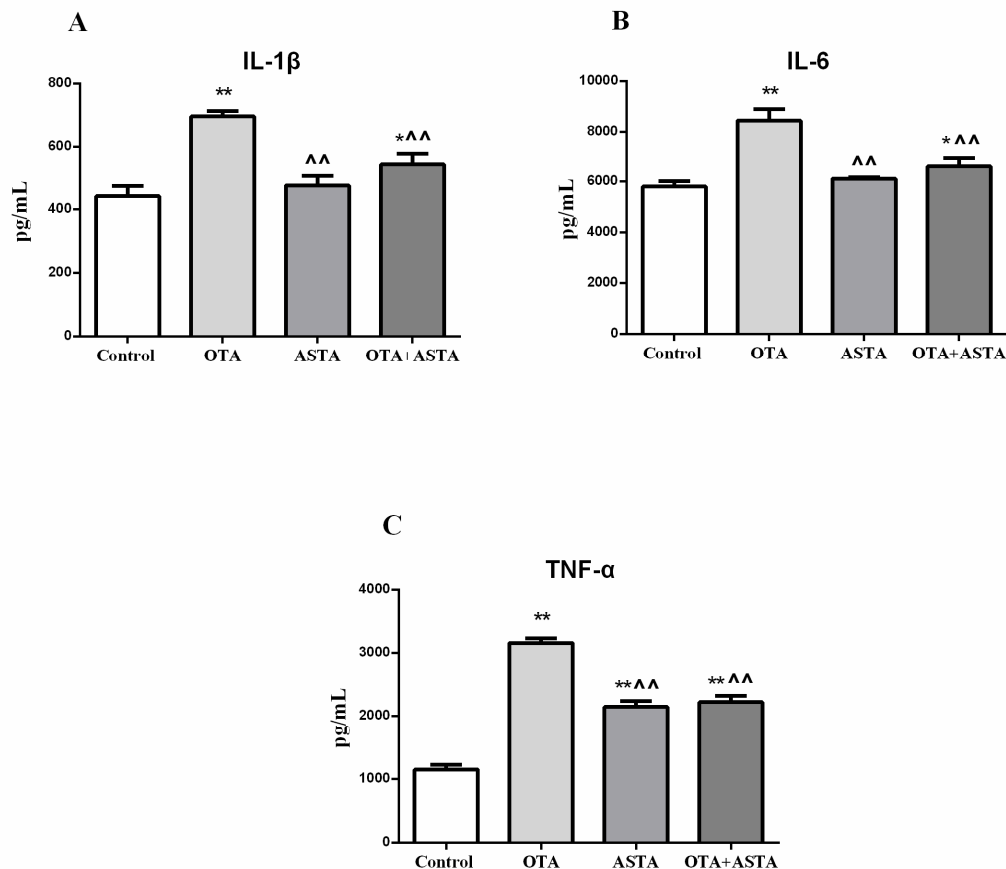 A
IL-1β
800
600
400
200
0
pg/mL
**
^^
*^^
Control OTA ASTA OTA+ASTA
B
IL-6
10000
8000
6000
4000
2000
0
pg/mL
**
^^
*^^
Control OTA ASTA OTA+ASTA
C
TNF-α
4000
3000
2000
1000
0
pg/mL
**
**^^
**^^
Control OTA ASTA OTA+ASTA